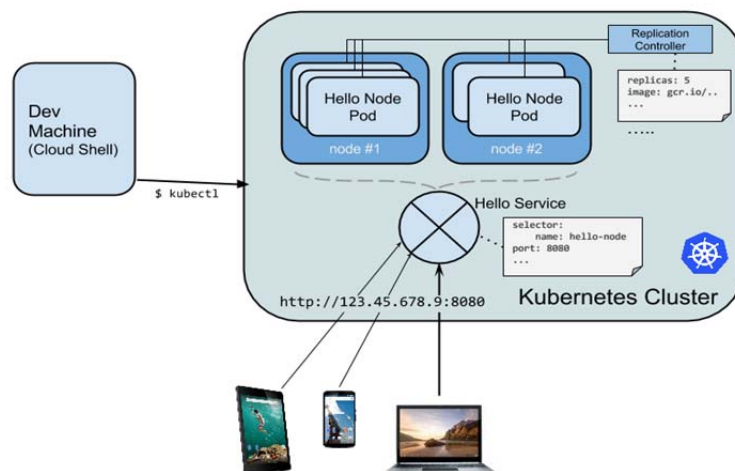 Replication
Controller
replicas: 5
image: gcr.io/..
...
.....
Hello Node
Pod
node #1
Hello Node
Pod
node #2
Dev
Machine
(Cloud Shell)
$ kubectl
Hello Service
selector:
name: hello-node
port: 8080
...
http://123.45.678.9:8080
Kubernetes Cluster